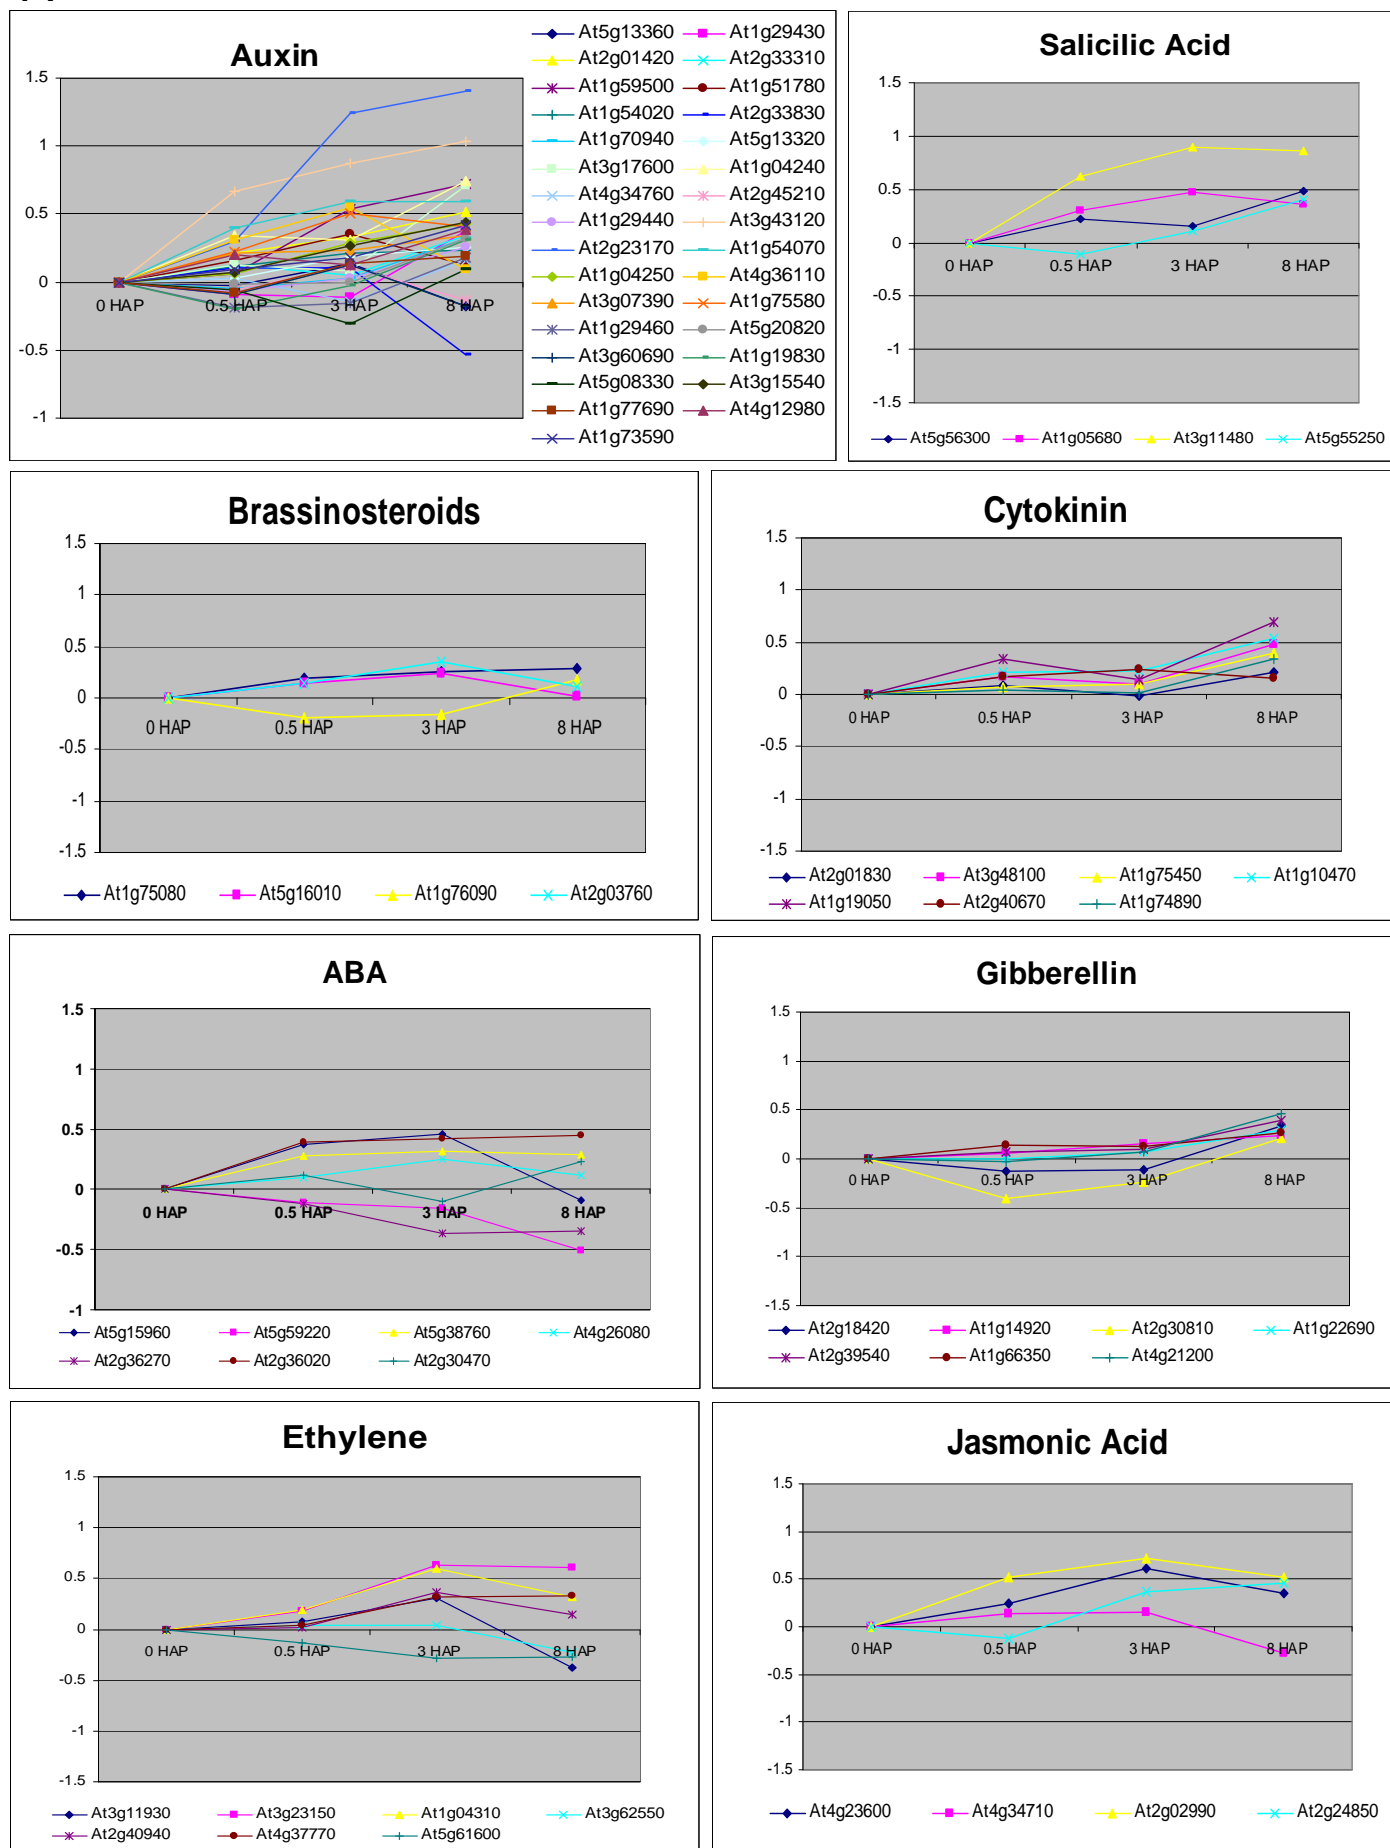 Auxin
1.5
1
0.5
0
-0.5
-1
0 HAP 0.5 HAP 3 HAP 8 HAP
At5g13360 At1g29430
At2g01420 At2g33310
At1g59500 At1g51780
At1g54020 At2g33830
At1g70940 At5g13320
At3g17600 At1g04240
At4g34760 At2g45210
At1g29440 At3g43120
At2g23170 At1g54070
At1g04250 At4g36110
At3g07390 At1g75580
At1g29460 At5g20820
At3g60690 At1g19830
At5g08330 At3g15540
At1g77690 At4g12980
At1g73590
Salicilic Acid
1.5
1
0.5
0
-0.5
-1
-1.5
0 HAP 0.5 HAP 3 HAP 8 HAP
At5g56300 At1g05680 At3g11480 At5g55250
Brassinosteroids
1.5
1
0.5
0
-0.5
-1
-1.5
0 HAP 0.5 HAP 3 HAP 8 HAP
At1g75080 At5g16010 At1g76090 At2g03760
Cytokinin
1.5
1
0.5
0
-0.5
-1
-1.5
0 HAP 0.5 HAP 3 HAP 8 HAP
At2g01830 At3g48100 At1g75450 At1g10470
At1g19050 At2g40670 At1g74890
ABA
1.5
1
0.5
0
-0.5
-1
0 HAP 0.5 HAP 3 HAP 8 HAP
At5g15960 At5g59220 At5g38760 At4g26080
At2g36270 At2g36020 At2g30470
Gibberellin
1.5
1
0.5
0
-0.5
-1
-1.5
0 HAP 0.5 HAP 3 HAP 8 HAP
At2g18420 At1g14920 At2g30810 At1g22690
At2g39540 At1g66350 At4g21200
Ethylene
1.5
1
0.5
0
-0.5
-1
-1.5
0 HAP 0.5 HAP 3 HAP 8 HAP
At3g11930 At3g23150 At1g04310 At3g62550
At2g40940 At4g37770 At5g61600
Jasmonic Acid
1.5
1
0.5
0
-0.5
-1
-1.5
0 HAP 0.5 HAP 3 HAP 8 HAP
At4g23600 At4g34710 At2g02990 At2g24850